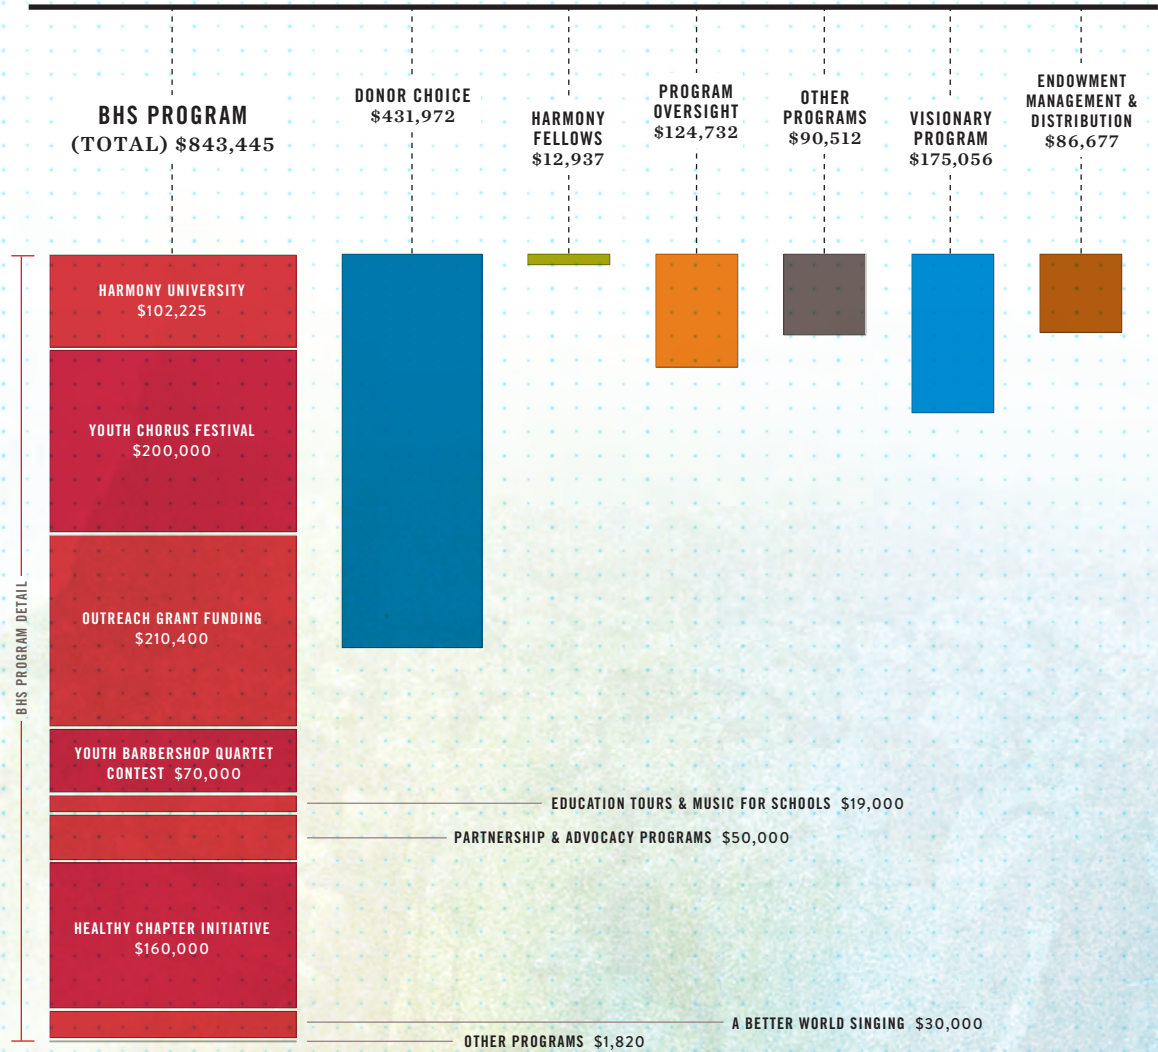 BHS PROGRAM
(TOTAL) $843,445
DONOR CHOICE
$431,972
HARMONY
FELLOWS
$12,937
PROGRAM
OVERSIGHT
$124,732
OTHER
PROGRAMS
$90,512
VISIONARY
PROGRAM
$175,056
ENDOWMENT
MANAGEMENT &
DISTRIBUTION
$86,677
BHS PROGRAM DETAIL
HARMONY UNIVERSITY
$102,225
YOUTH CHORUS FESTIVAL
$200,000
OUTREACH GRANT FUNDING
$210,400
YOUTH BARBERSHOP QUARTET
CONTEST $70,000
EDUCATION TOURS & MUSIC FOR SCHOOLS $19,000
PARTNERSHIP & ADVOCACY PROGRAMS $50,000
HEALTHY CHAPTER INITIATIVE
$160,000
A BETTER WORLD SINGING $30,000
OTHER PROGRAMS $1,820